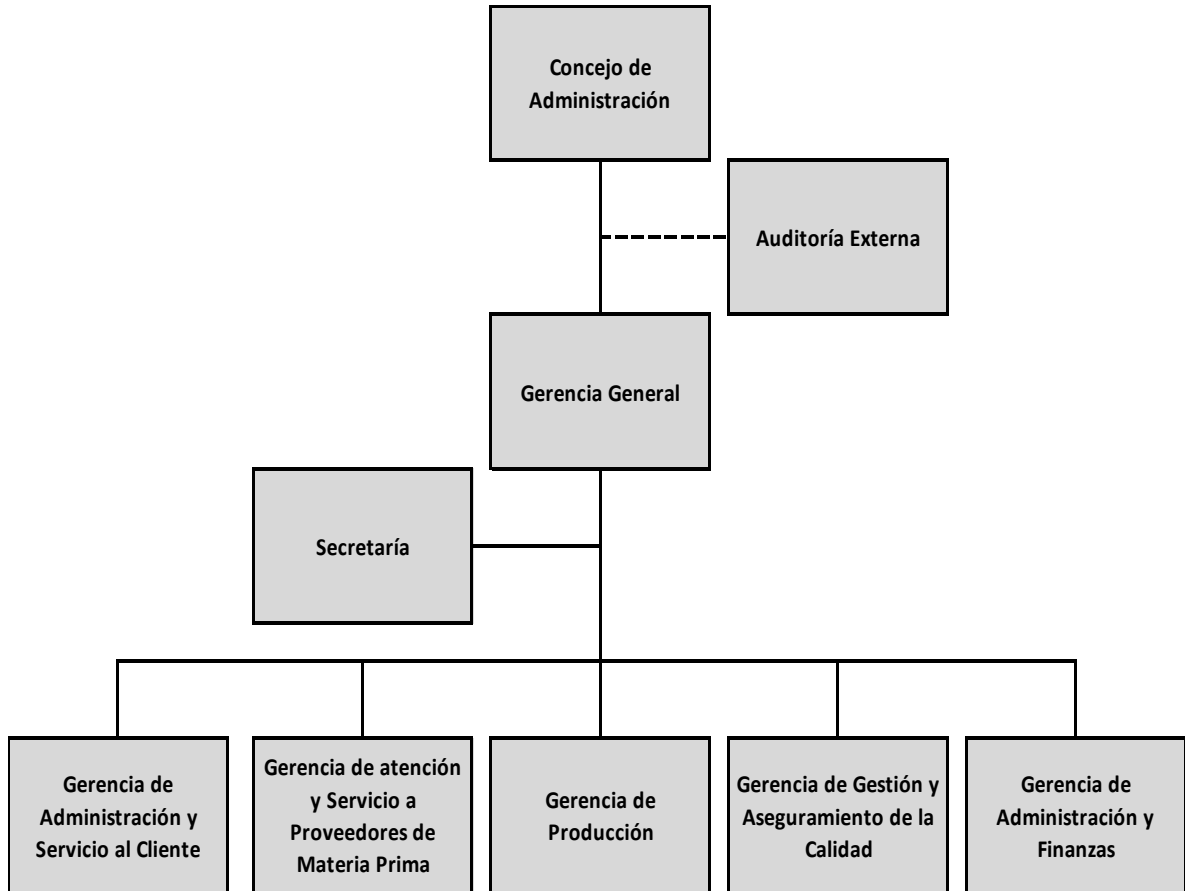 Concejo de
Administración
Auditoría Externa
Gerencia General
Secretaría
Gerencia de
Administración y
Servicio al Cliente
Gerencia de atención
y Servicio a
Proveedores de
Materia Prima
Gerencia de
Producción
Gerencia de Gestión y
Aseguramiento de la
Calidad
Gerencia de
Administración y
Finanzas